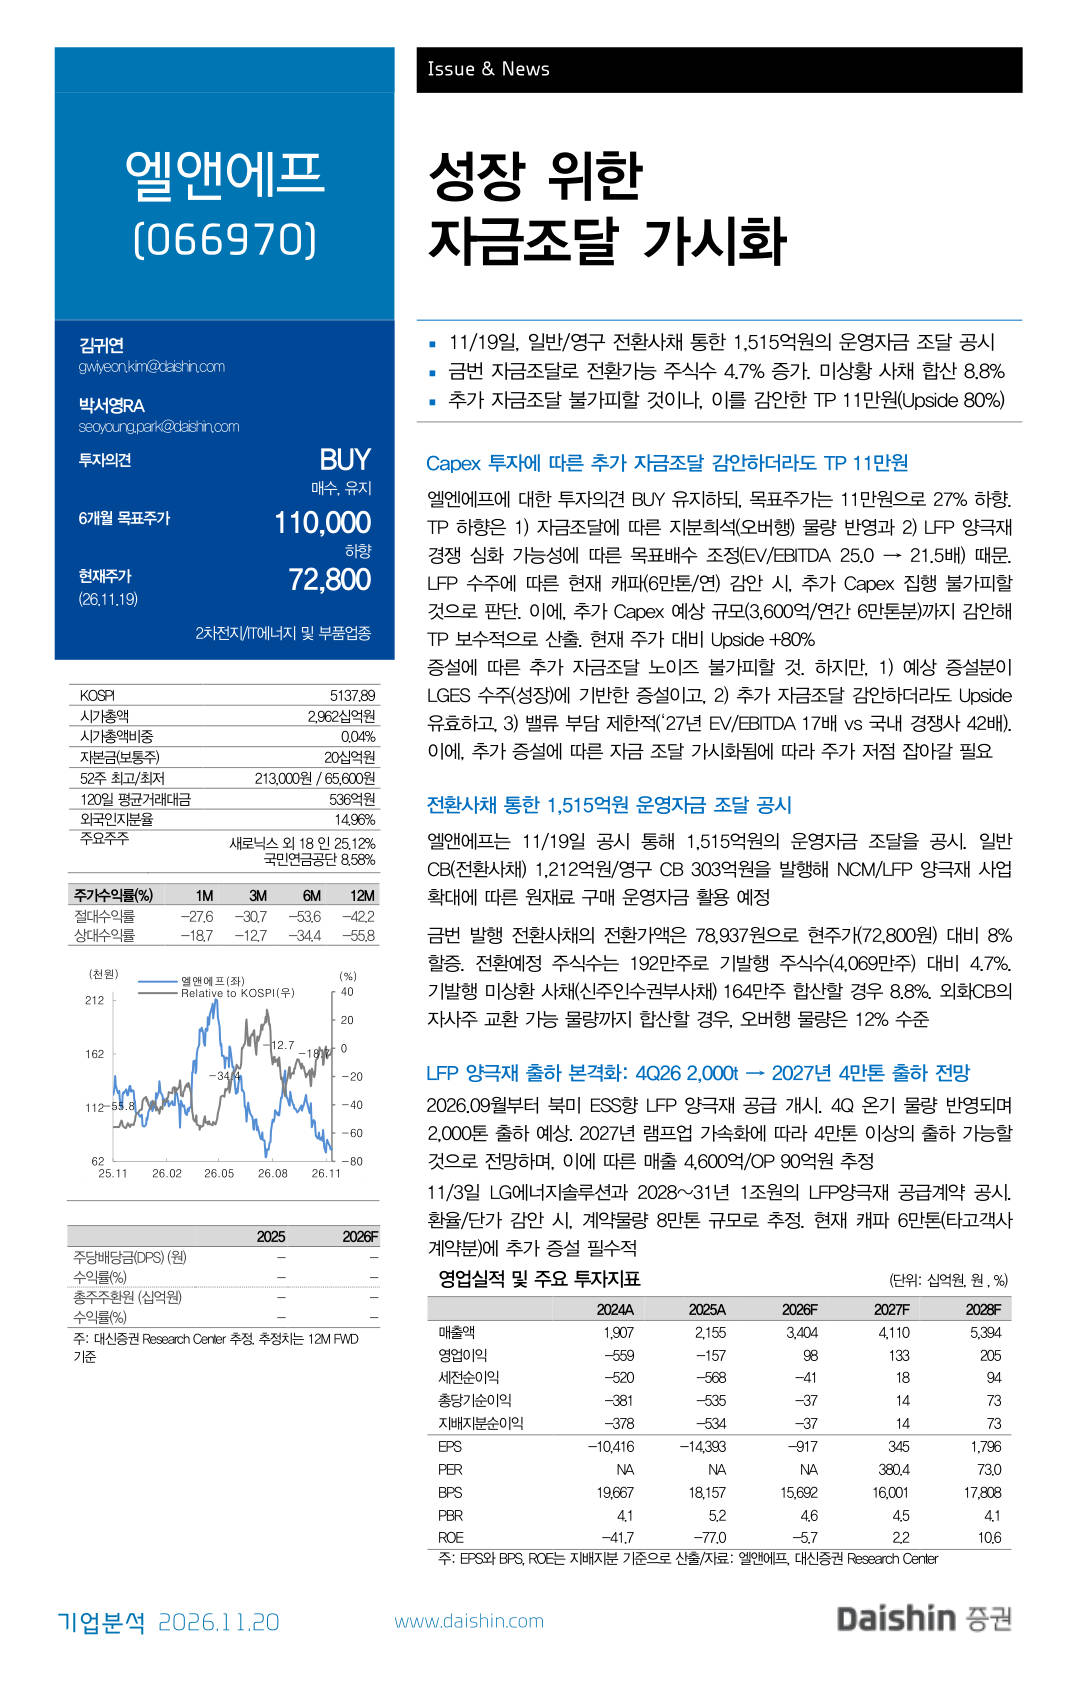 Issue & News
엘앤에프
(066970)
성장 위한
자금조달 가시화
김귀연
gwiyeon.kim@daishin.com
박서영RA
seoyoung.park@daishin.com
투자의견 BUY
매수, 유지
6개월 목표주가 110,000
하향
현재주가 72,800
(26.11.19)
2차전지/IT에너지 및 부품업종
KOSPI 5137.89
시가총액 2,962십억원
시가총액비중 0.04%
자본금(보통주) 20십억원
52주 최고/최저 213,000원 / 65,600원
120일 평균거래대금 536억원
외국인지분율 14.96%
주요주주 새로닉스 외 18 인 25.12%
국민연금공단 8.58%
주가수익률(%) 1M 3M 6M 12M
절대수익률 -27.6 -30.7 -53.6 -42.2
상대수익률 -18.7 -12.7 -34.4 -55.8
(천원) (%)
엘앤에프(좌)
Relative to KOSPI(우)
212 162 112 62
40 20 0 -20 -40 -60 -80
-55.8 -34.4 -12.7 -18.7
25.11 26.02 26.05 26.08 26.11
2025 2026F
주당배당금(DPS) (원) - -
수익률(%) - -
총주주환원 (십억원) - -
수익률(%) - -
주: 대신증권 Research Center 추정. 추정치는 12M FWD
기준
▪ 11/19일, 일반/영구 전환사채 통한 1,515억원의 운영자금 조달 공시
▪ 금번 자금조달로 전환가능 주식수 4.7% 증가. 미상황 사채 합산 8.8%
▪ 추가 자금조달 불가피할 것이나, 이를 감안한 TP 11만원(Upside 80%)
Capex 투자에 따른 추가 자금조달 감안하더라도 TP 11만원
엘엔에프에 대한 투자의견 BUY 유지하되, 목표주가는 11만원으로 27% 하향.
TP 하향은 1) 자금조달에 따른 지분희석(오버행) 물량 반영과 2) LFP 양극재
경쟁 심화 가능성에 따른 목표배수 조정(EV/EBITDA 25.0 → 21.5배) 때문.
LFP 수주에 따른 현재 캐파(6만톤/연) 감안 시, 추가 Capex 집행 불가피할
것으로 판단. 이에, 추가 Capex 예상 규모(3,600억/연간 6만톤분)까지 감안해
TP 보수적으로 산출. 현재 주가 대비 Upside +80%
증설에 따른 추가 자금조달 노이즈 불가피할 것. 하지만, 1) 예상 증설분이
LGES 수주(성장)에 기반한 증설이고, 2) 추가 자금조달 감안하더라도 Upside
유효하고, 3) 밸류 부담 제한적(‘27년 EV/EBITDA 17배 vs 국내 경쟁사 42배).
이에, 추가 증설에 따른 자금 조달 가시화됨에 따라 주가 저점 잡아갈 필요
전환사채 통한 1,515억원 운영자금 조달 공시
엘앤에프는 11/19일 공시 통해 1,515억원의 운영자금 조달을 공시. 일반
CB(전환사채) 1,212억원/영구 CB 303억원을 발행해 NCM/LFP 양극재 사업
확대에 따른 원재료 구매 운영자금 활용 예정
금번 발행 전환사채의 전환가액은 78,937원으로 현주가(72,800원) 대비 8%
할증. 전환예정 주식수는 192만주로 기발행 주식수(4,069만주) 대비 4.7%.
기발행 미상환 사채(신주인수권부사채) 164만주 합산할 경우 8.8%. 외화CB의
자사주 교환 가능 물량까지 합산할 경우, 오버행 물량은 12% 수준
LFP 양극재 출하 본격화: 4Q26 2,000t → 2027년 4만톤 출하 전망
2026.09월부터 북미 ESS향 LFP 양극재 공급 개시. 4Q 온기 물량 반영되며
2,000톤 출하 예상. 2027년 램프업 가속화에 따라 4만톤 이상의 출하 가능할
것으로 전망하며, 이에 따른 매출 4,600억/OP 90억원 추정
11/3일 LG에너지솔루션과 2028~31년 1조원의 LFP양극재 공급계약 공시.
환율/단가 감안 시, 계약물량 8만톤 규모로 추정. 현재 캐파 6만톤(타고객사
계약분)에 추가 증설 필수적
영업실적 및 주요 투자지표 (단위: 십억원, 원 , %)
2024A 2025A 2026F 2027F 2028F
매출액 1,907 2,155 3,404 4,110 5,394
영업이익 -559 -157 98 133 205
세전순이익 -520 -568 -41 18 94
총당기순이익 -381 -535 -37 14 73
지배지분순이익 -378 -534 -37 14 73
EPS -10,416 -14,393 -917 345 1,796
PER NA NA NA 380.4 73.0
BPS 19,667 18,157 15,692 16,001 17,808
PBR 4.1 5.2 4.6 4.5 4.1
ROE -41.7 -77.0 -5.7 2.2 10.6
주: EPS와 BPS, ROE는 지배지분 기준으로 산출/자료: 엘앤에프, 대신증권 Research Center
기업분석 2026.11.20
www.daishin.com
Daishin 증권